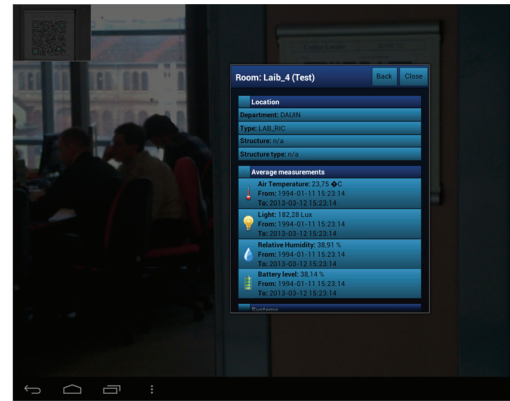 Room: Laib_4 (Test)
Back
Close
Location
Department: DAUIN
Type: LAB_RIC
Structure: n/a
Structure type: n/a
Average measurements
Air Temperature: 23,75 �C
From: 1994-01-11 15:23:14
To: 2013-03-12 15:23:14
Light: 182,28 Lux
From: 1994-01-11 15:23:14
To: 2013-03-12 15:23:14
Relative Humidity: 38,91 %
From: 1994-01-11 15:23:14
To: 2013-03-12 15:23:14
Battery level: 38,14 %
From: 1994-01-11 15:23:14
To: 2013-03-12 15:23:14
Systems